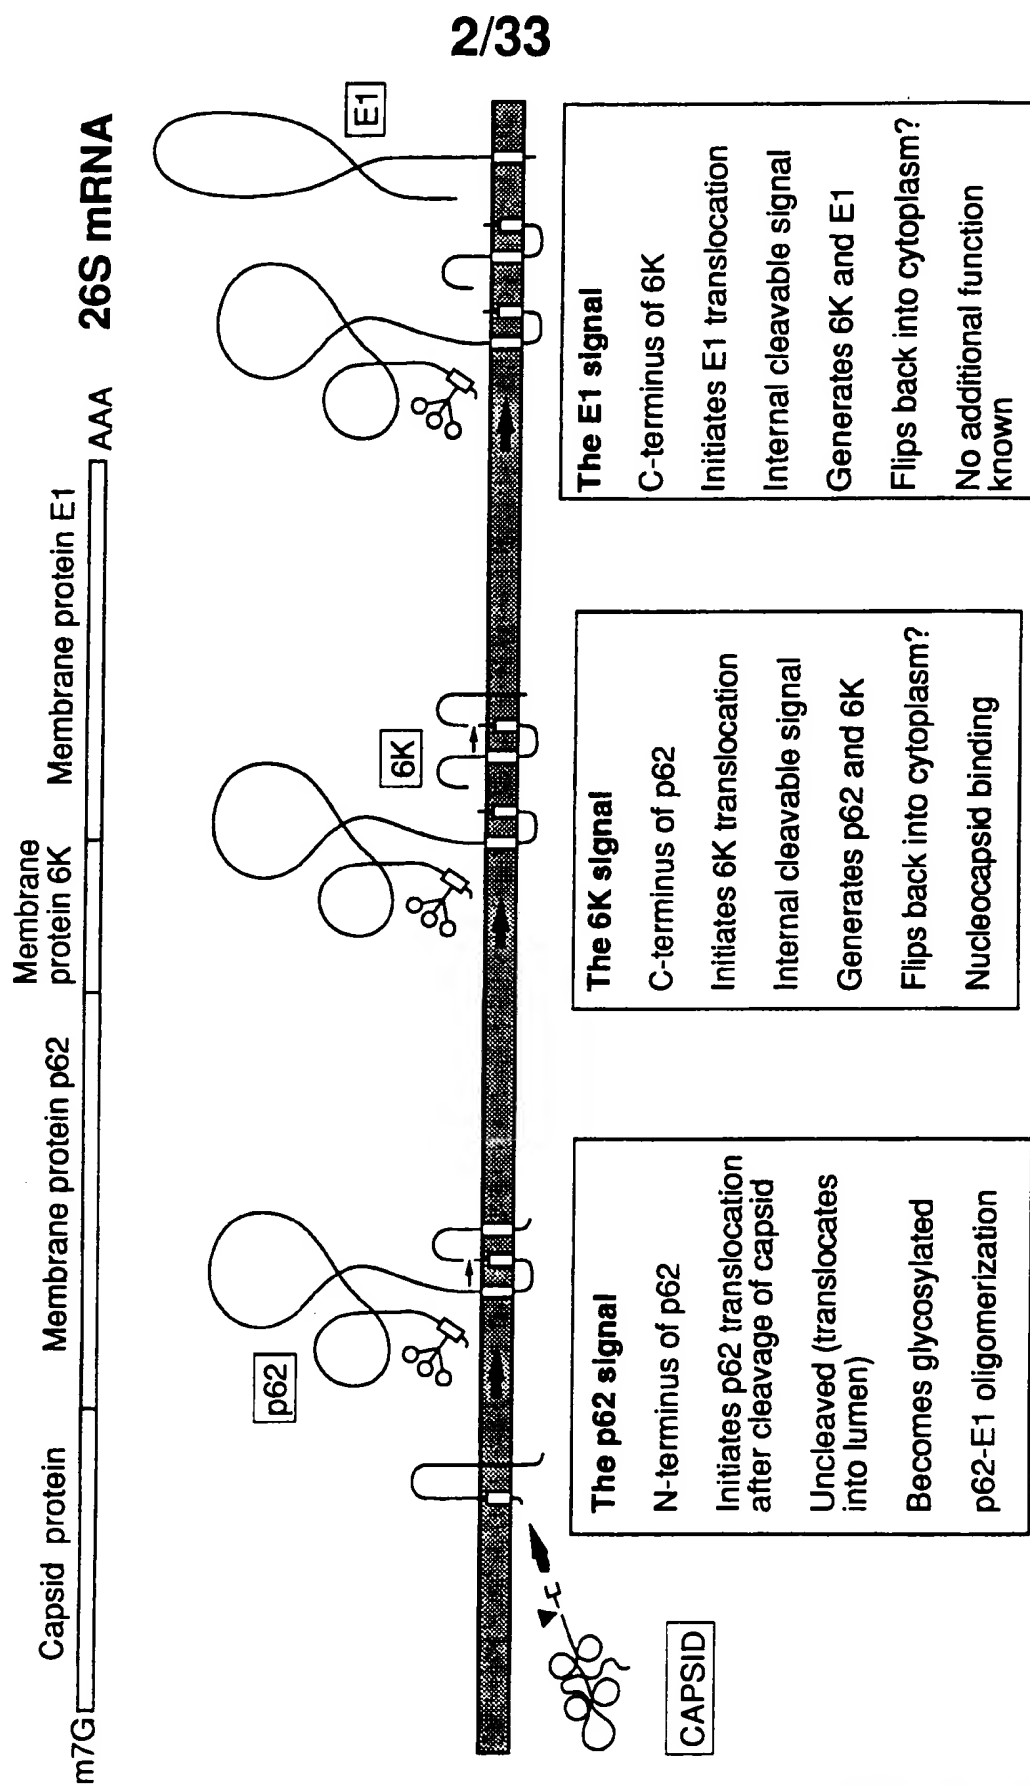 2/33
26S mRNA
Capsid protein
Membrane protein p62
Membrane
protein 6K
Membrane protein E1
m7G
AAA
CAPSID
p62
6K
E1
The p62 signal
N-terminus of p62
Initiates p62 translocation
after cleavage of capsid
Uncleaved (translocates
into lumen)
Becomes glycosylated
p62-E1 oligomerization
The 6K signal
C-terminus of p62
Initiates 6K translocation
Internal cleavable signal
Generates p62 and 6K
Flips back into cytoplasm?
Nucleocapsid binding
The E1 signal
C-terminus of 6K
Initiates E1 translocation
Internal cleavable signal
Generates 6K and E1
Flips back into cytoplasm?
No additional function
known